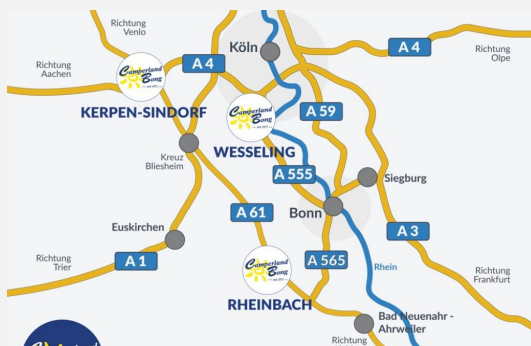 Richtung
Venlo
Köln
A 4
A 4
Richtung
Olpe
Richtung
Aachen
Camperland
Bong
KERPEN-SINDORF
A 59
Camperland
Bong
WESSELING
Kreuz
Bliesheim
A 555
Siegburg
A 61
Bonn
Euskirchen
A 3
A 1
Richtung
Trier
Camperland
Bong
A 565
Rhein
Richtung
Frankfurt
RHEINBACH
Bad Neuenahr -
Ahrweiler
Richtung